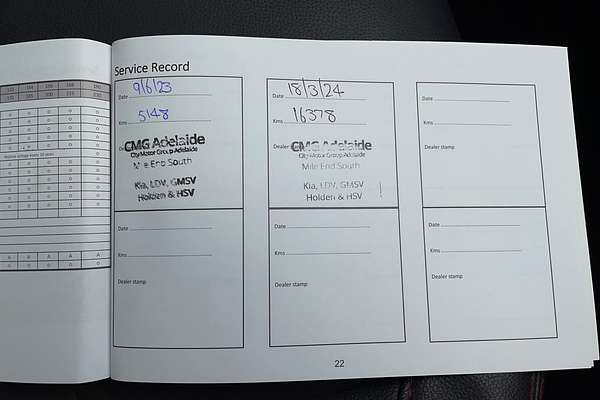 Service Record
Date 9/6/23
Kms 5148
Dealer stamp
CMG Adelaide
City Motor Group Adelaide
Mile End South
Kia, LDV, GMSV
Holden & HSV
Date 18/3/24
Kms 16378
Dealer stamp
CMG Adelaide
City Motor Group Adelaide
Mile End South
Kia, LDV, GMSV
Holden & HSV
Date
Kms
Dealer stamp
Date
Kms
Dealer stamp
Date
Kms
Dealer stamp
Date
Kms
Dealer stamp
22